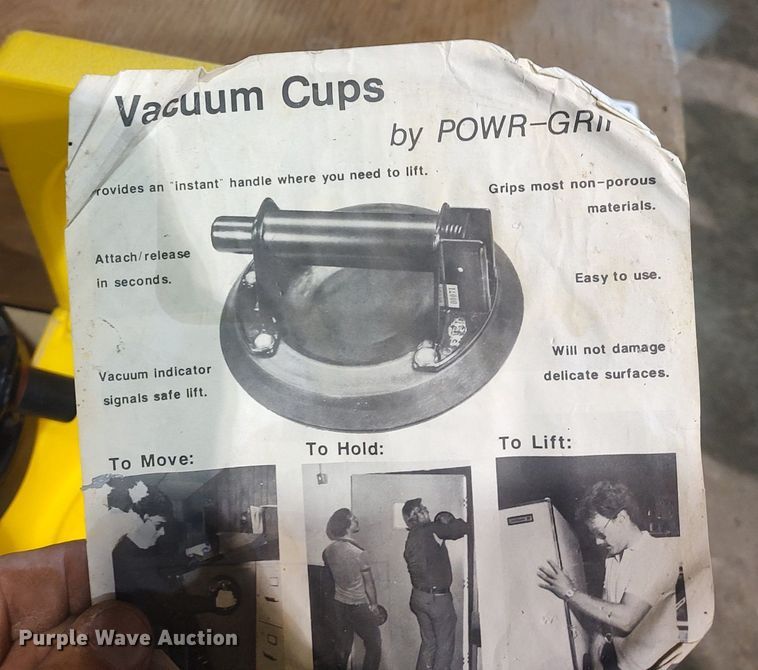 Vacuum Cups
by POWR-GRI
rovides an "instant" handle where you need to lift.
Grips most non-porous
materials.
Attach/release
in seconds.
Easy to use.
Vacuum indicator
signals safe lift.
Will not damage
delicate surfaces.
To Move:
To Hold:
To Lift:
Purple Wave Auction